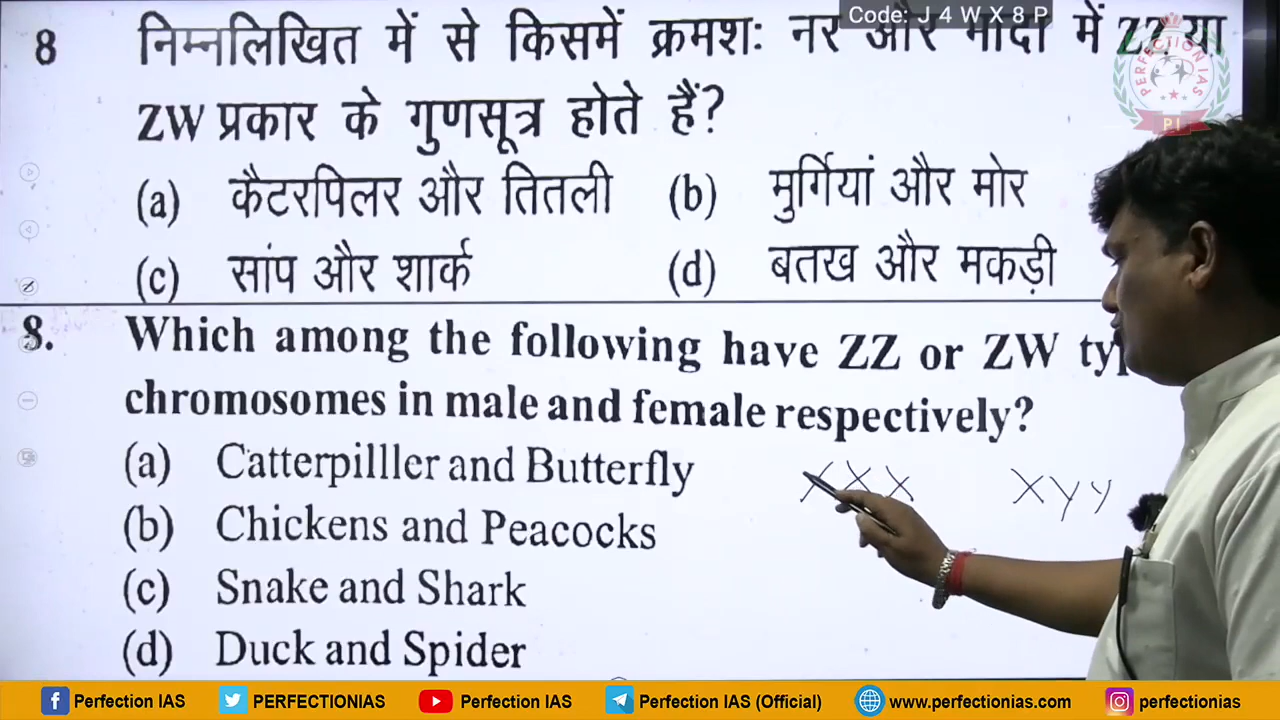 Code: J 4 W X 8 P
8 निम्नलिखित में से किसमें क्रमशः नर और मादा में ZZ या
ZW प्रकार के गुणसूत्र होते हैं?
(a) कैटरपिलर और तितली (b) मुर्गियां और मोर
(c) सांप और शार्क (d) बतख और मकड़ी
PERFECTION IAS
PI
8. Which among the following have ZZ or ZW
chromosomes in male and female respectively?
(a) Catterpilller and Butterfly
XXX XYY
(b) Chickens and Peacocks
(c) Snake and Shark
(d) Duck and Spider
Perfection IAS PERFECTIONIAS Perfection IAS Perfection IAS (Official) www.perfectionias.com perfectionias